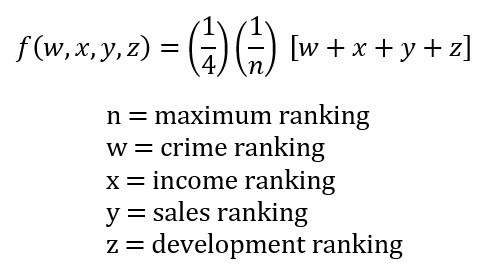 f(w, x, y, z) = (1/4) (1/n) [w + x + y + z]
n = maximum ranking
w = crime ranking
x = income ranking
y = sales ranking
z = development ranking